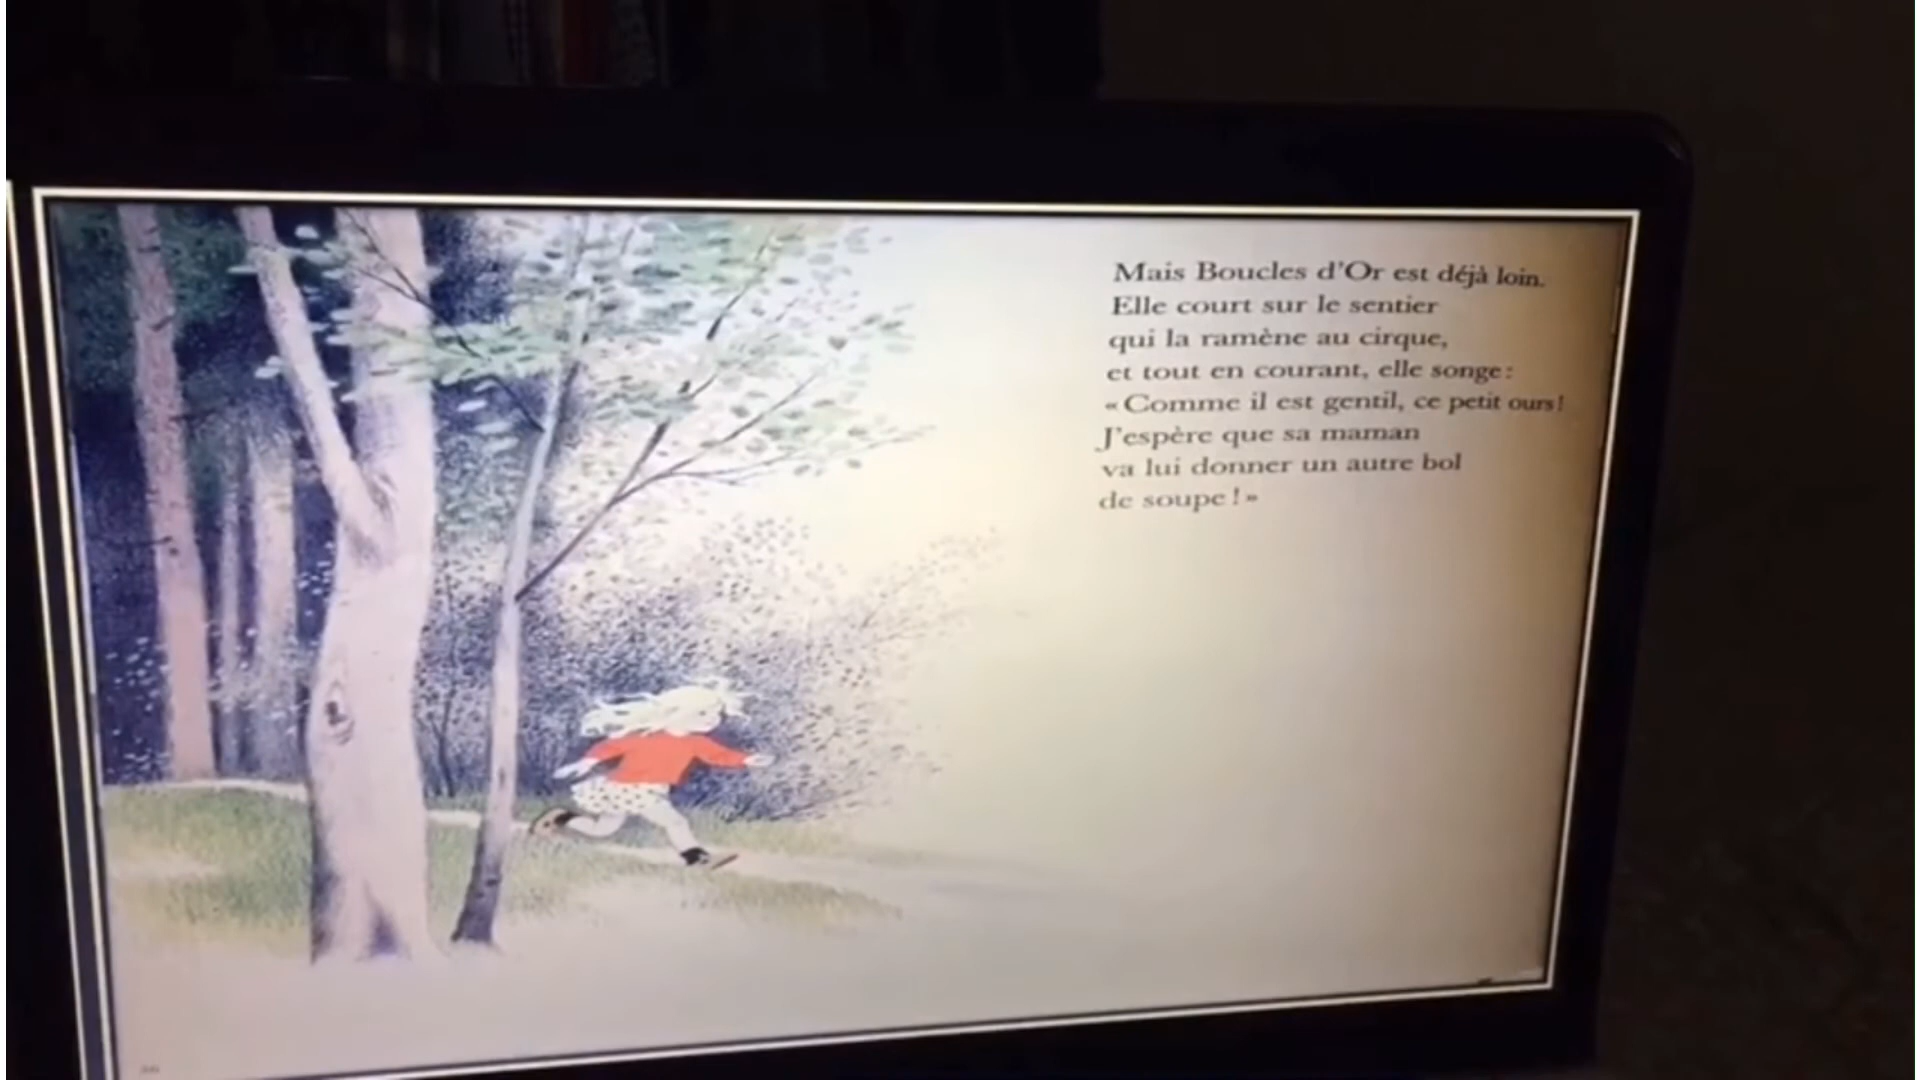 Mais Boucles d'Or est déjà loin.
Elle court sur le sentier
qui la ramène au cirque,
et tout en courant, elle songe :
« Comme il est gentil, ce petit ours !
J'espère que sa maman
va lui donner un autre bol
de soupe ! »